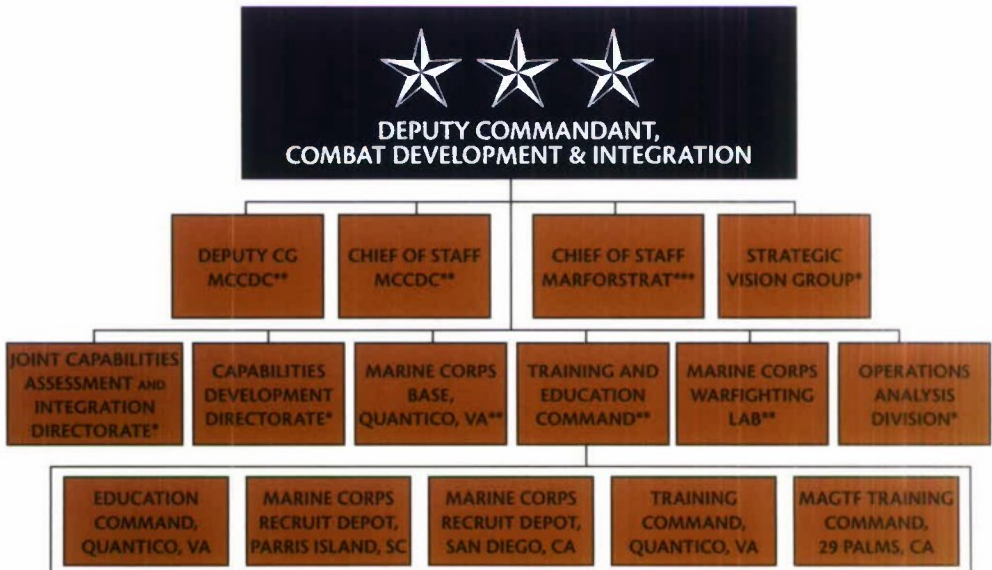 DEPUTY COMMANDANT,
COMBAT DEVELOPMENT & INTEGRATION
DEPUTY CG
MCCDC**
CHIEF OF STAFF
MCCDC**
CHIEF OF STAFF
MARFORSTRAT***
STRATEGIC
VISION GROUP*
JOINT CAPABILITIES
ASSESSMENT AND
INTEGRATION
DIRECTORATE*
CAPABILITIES
DEVELOPMENT
DIRECTORATE*
MARINE CORPS
BASE,
QUANTICO, VA**
TRAINING AND
EDUCATION
COMMAND**
MARINE CORPS
WARFIGHTING
LAB**
OPERATIONS
ANALYSIS
DIVISION*
EDUCATION
COMMAND,
QUANTICO, VA
MARINE CORPS
RECRUIT DEPOT,
PARRIS ISLAND, SC
MARINE CORPS
RECRUIT DEPOT,
SAN DIEGO, CA
TRAINING
COMMAND,
QUANTICO, VA
MAGTF TRAINING
COMMAND,
29 PALMS, CA